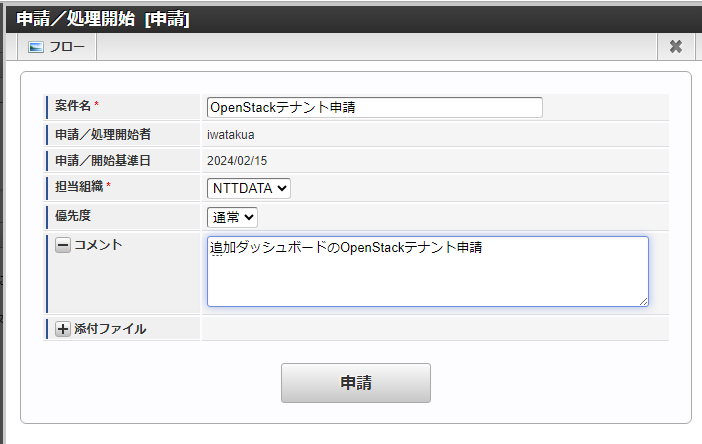 申請／処理開始 [申請]
フロー
案件名 * OpenStackテナント申請
申請／処理開始者 iwatakua
申請／開始基準日 2024/02/15
担当組織 * NTTDATA
優先度 通常
コメント 追加ダッシュボードのOpenStackテナント申請
添付ファイル
申請